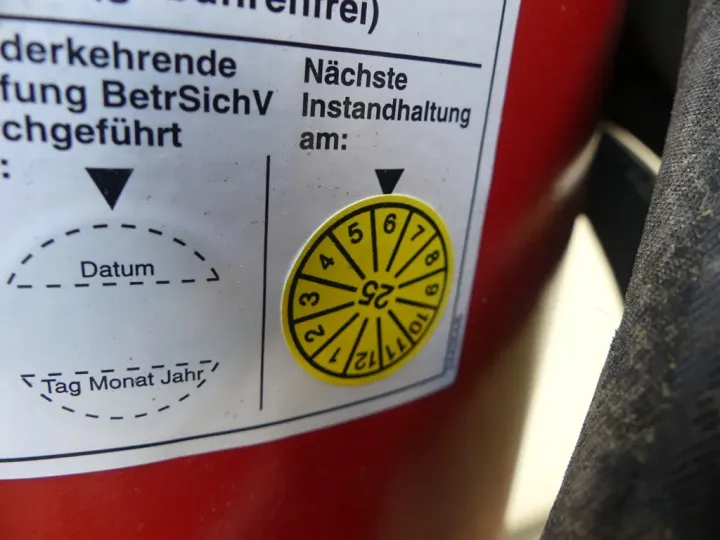 bührenfrei)
derkehrende
fung BetrSichV
chgeführt
:
Nächste
Instandhaltung
am:
Datum
Tag Monat Jahr
1 2 3 4 5 6 7 8 9 10 11 12
25